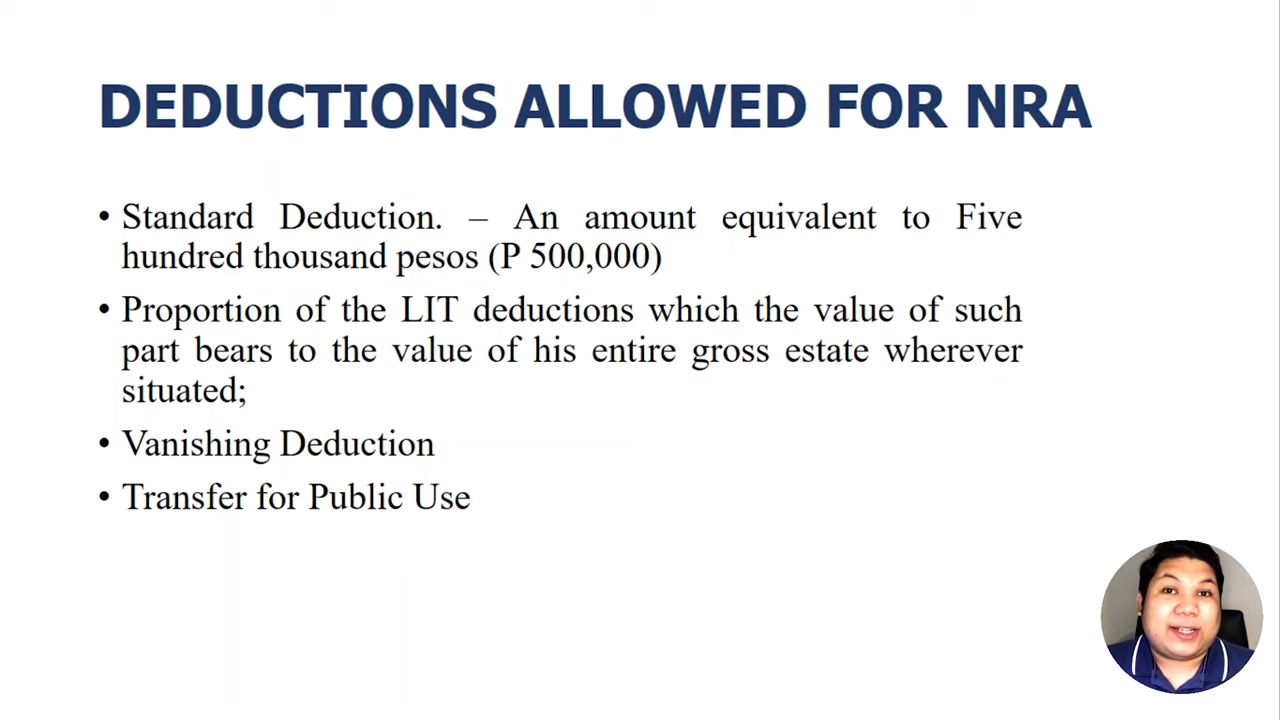 DEDUCTIONS ALLOWED FOR NRA
• Standard Deduction. – An amount equivalent to Five
hundred thousand pesos (P 500,000)
• Proportion of the LIT deductions which the value of such
part bears to the value of his entire gross estate wherever
situated;
• Vanishing Deduction
• Transfer for Public Use